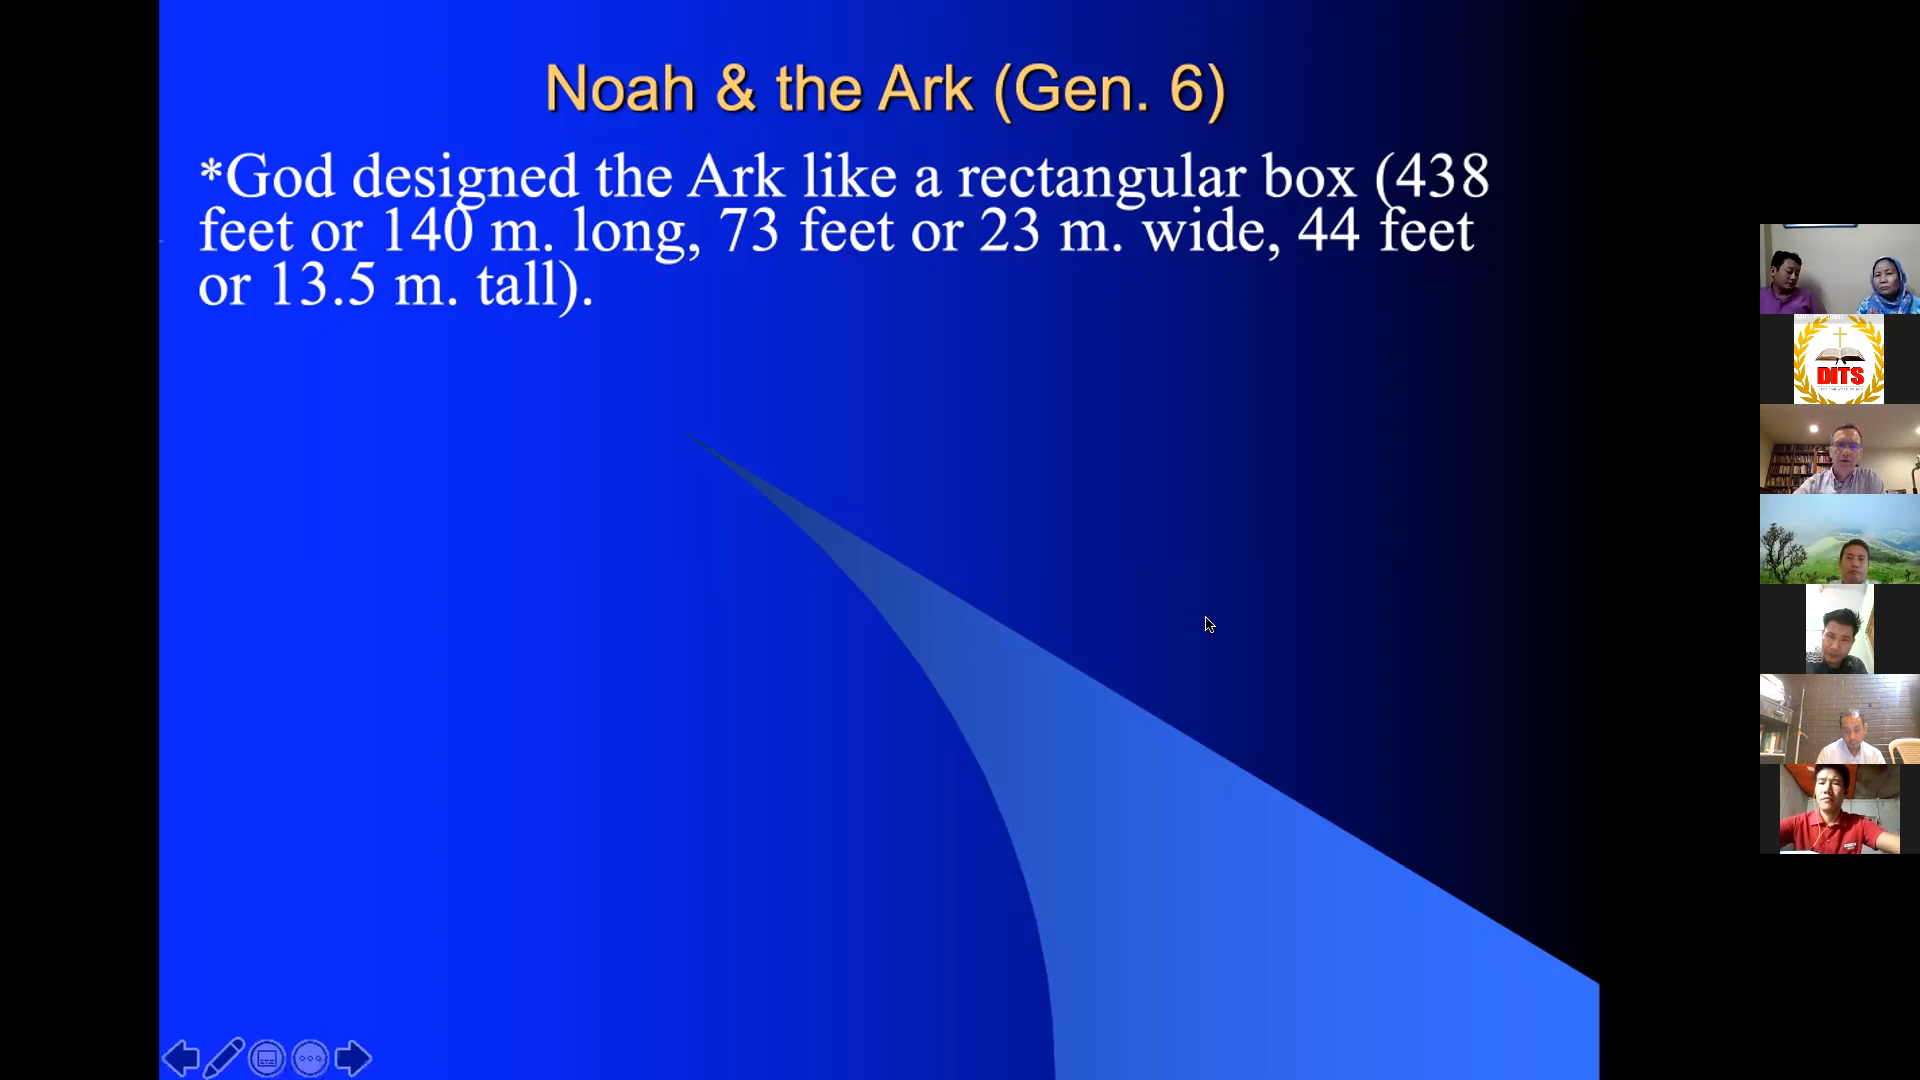 Noah & the Ark (Gen. 6)
*God designed the Ark like a rectangular box (438
feet or 140 m. long, 73 feet or 23 m. wide, 44 feet
or 13.5 m. tall).
DITS